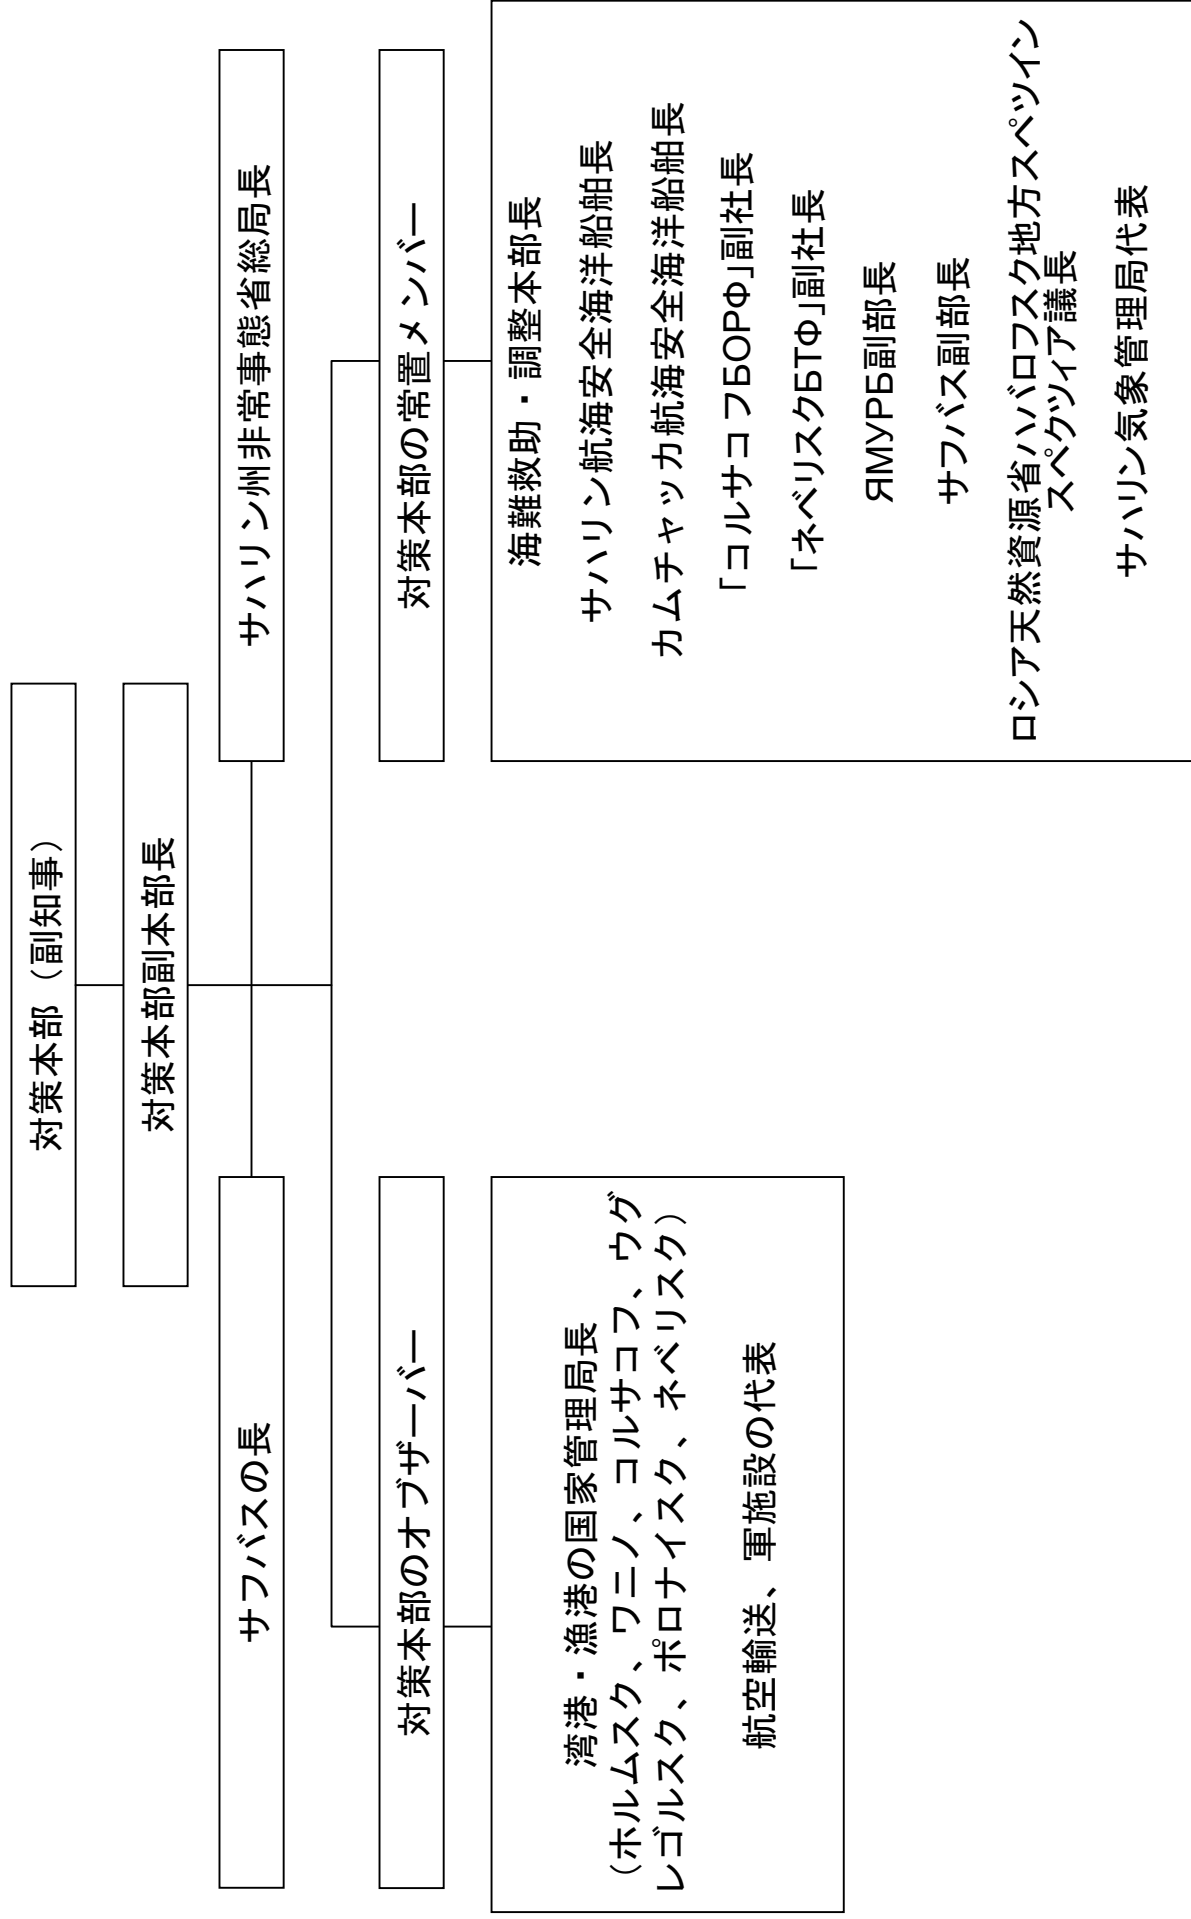 対策本部（副知事）
対策本部副本部長
サフバスの長
サハリン州非常事態省総局長
対策本部のオブザーバー
対策本部の常置メンバー
湾港・漁港の国家管理局長
（ホルムスク、ワニノ、コルサコフ、ウグ
レゴルスク、ポロナイスク、ネベリスク）
航空輸送、軍施設の代表
海難救助・調整本部長
サハリン航海安全海洋船舶長
カムチャッカ航海安全海洋船舶長
「コルサコフБОРФ」副社長
「ネベリスクБТФ」副社長
ЯМУРБ副部長
サフバス副部長
ロシア天然資源省ハバロフスク地方スペツイン
スペクツィア議長
サハリン気象管理局代表